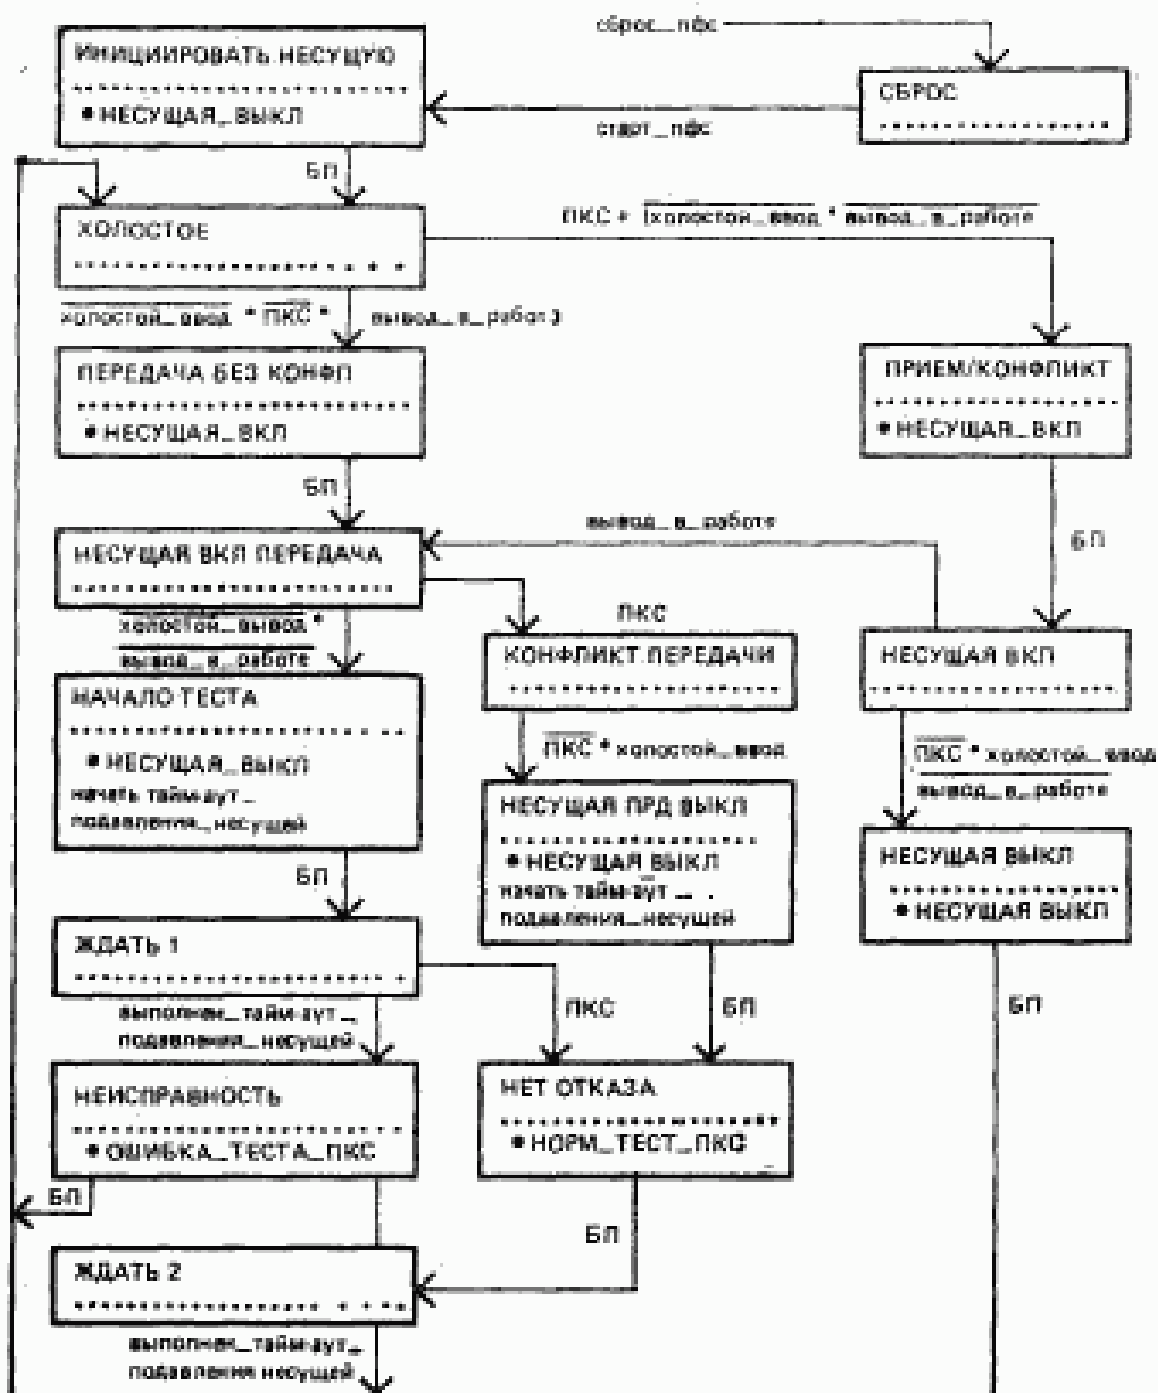 сброс_пфс
ИНИЦИИРОВАТЬ НЕСУЩУЮ
• НЕСУЩАЯ_ВЫКЛ
СБРОС
старт_пфс
БП
ХОЛОСТОЕ
ПКС + (холостой_ввод * вывод_в_работе
холостой_ввод * ПКС * вывод_в_работе
ПЕРЕДАЧА БЕЗ КОНФЛ
• НЕСУЩАЯ_ВКЛ
ПРИЕМ/КОНФЛИКТ
• НЕСУЩАЯ_ВКЛ
БП
БП
вывод_в_работе
НЕСУЩАЯ ВКЛ ПЕРЕДАЧА
холостой_вывод *
вывод_в_работе
ПКС
КОНФЛИКТ ПЕРЕДАЧИ
НЕСУЩАЯ ВКЛ
НАЧАЛО ТЕСТА
• НЕСУЩАЯ_ВЫКЛ
начать тайм-аут_
подавления_несущей
ПКС * холостой_ввод
ПКС * холостой_ввод
вывод_в_работе
НЕСУЩАЯ ПРД ВЫКЛ
• НЕСУЩАЯ ВЫКЛ
начать тайм-аут_
подавления_несущей
НЕСУЩАЯ ВЫКЛ
• НЕСУЩАЯ ВЫКЛ
БП
ЖДАТЬ 1
выполнен_тайм-аут_
подавления_несущей
ПКС
БП
БП
НЕИСПРАВНОСТЬ
• ОШИБКА_ТЕСТА_ПКС
НЕТ ОТКАЗА
• НОРМ_ТЕСТ_ПКС
БП
БП
ЖДАТЬ 2
выполнен_тайм-аут_
подавления несущей